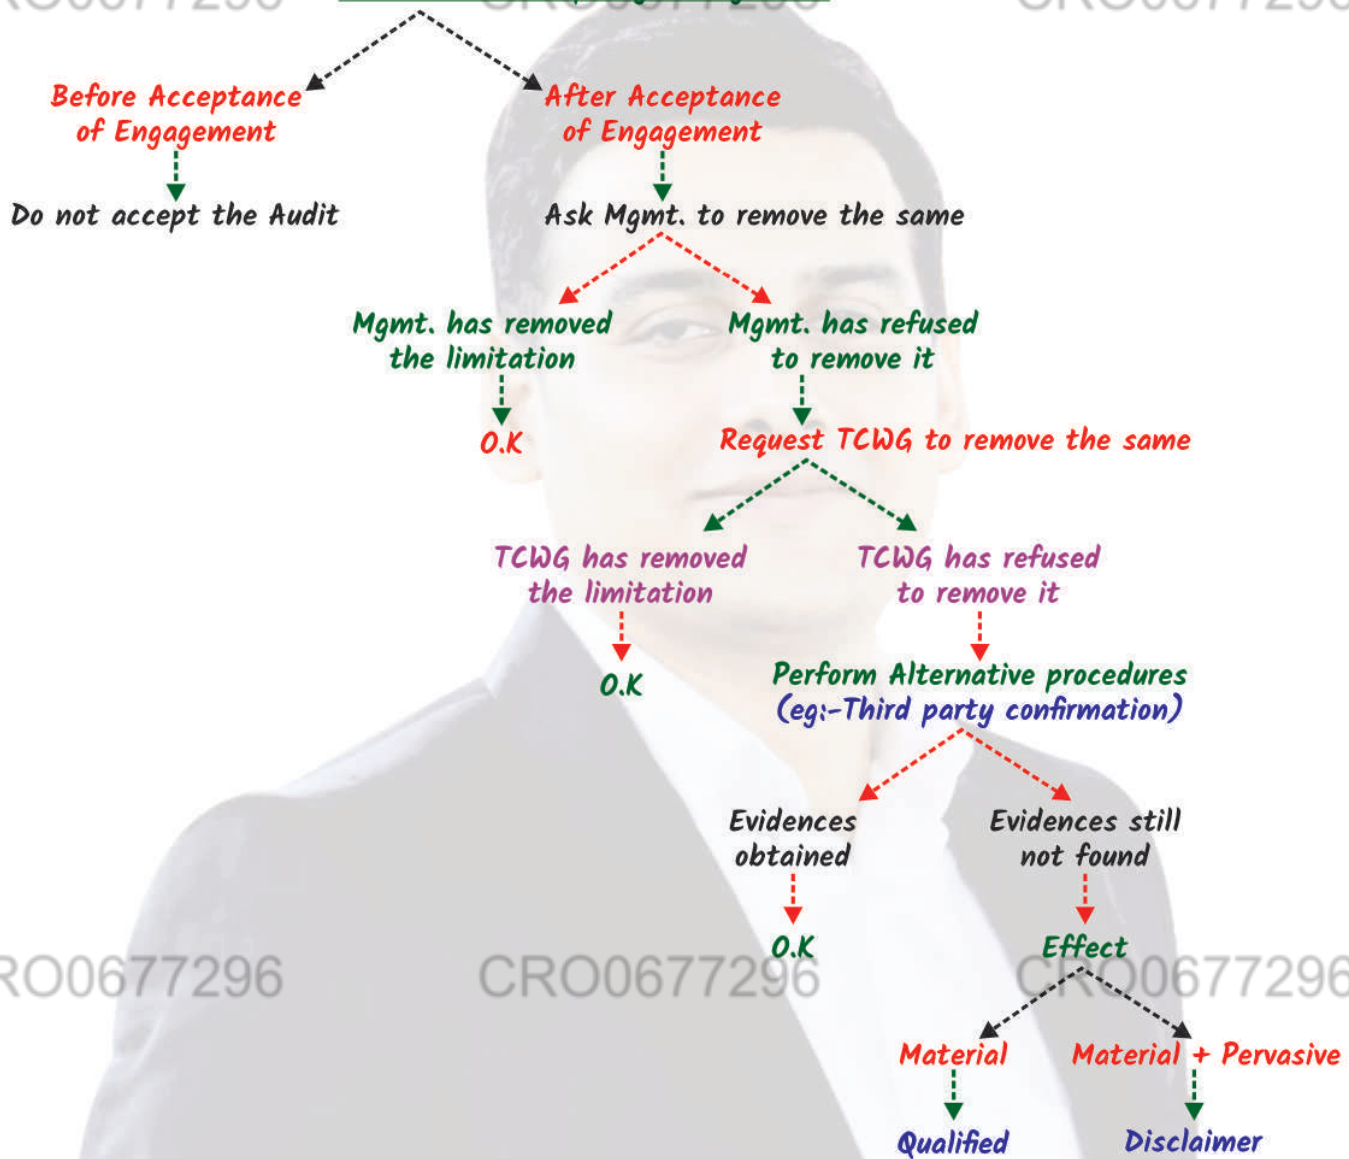 CRO0677296 CRO0677296 CRO0677296
Before Acceptance
of Engagement
After Acceptance
of Engagement
Do not accept the Audit
Ask Mgmt. to remove the same
Mgmt. has removed
the limitation
Mgmt. has refused
to remove it
O.K
Request TCWG to remove the same
TCWG has removed
the limitation
TCWG has refused
to remove it
O.K
Perform Alternative procedures
(eg:-Third party confirmation)
Evidences
obtained
Evidences still
not found
O.K
Effect
RO0677296 CRO0677296 CRO0677296
Material
Material + Pervasive
Qualified
Disclaimer